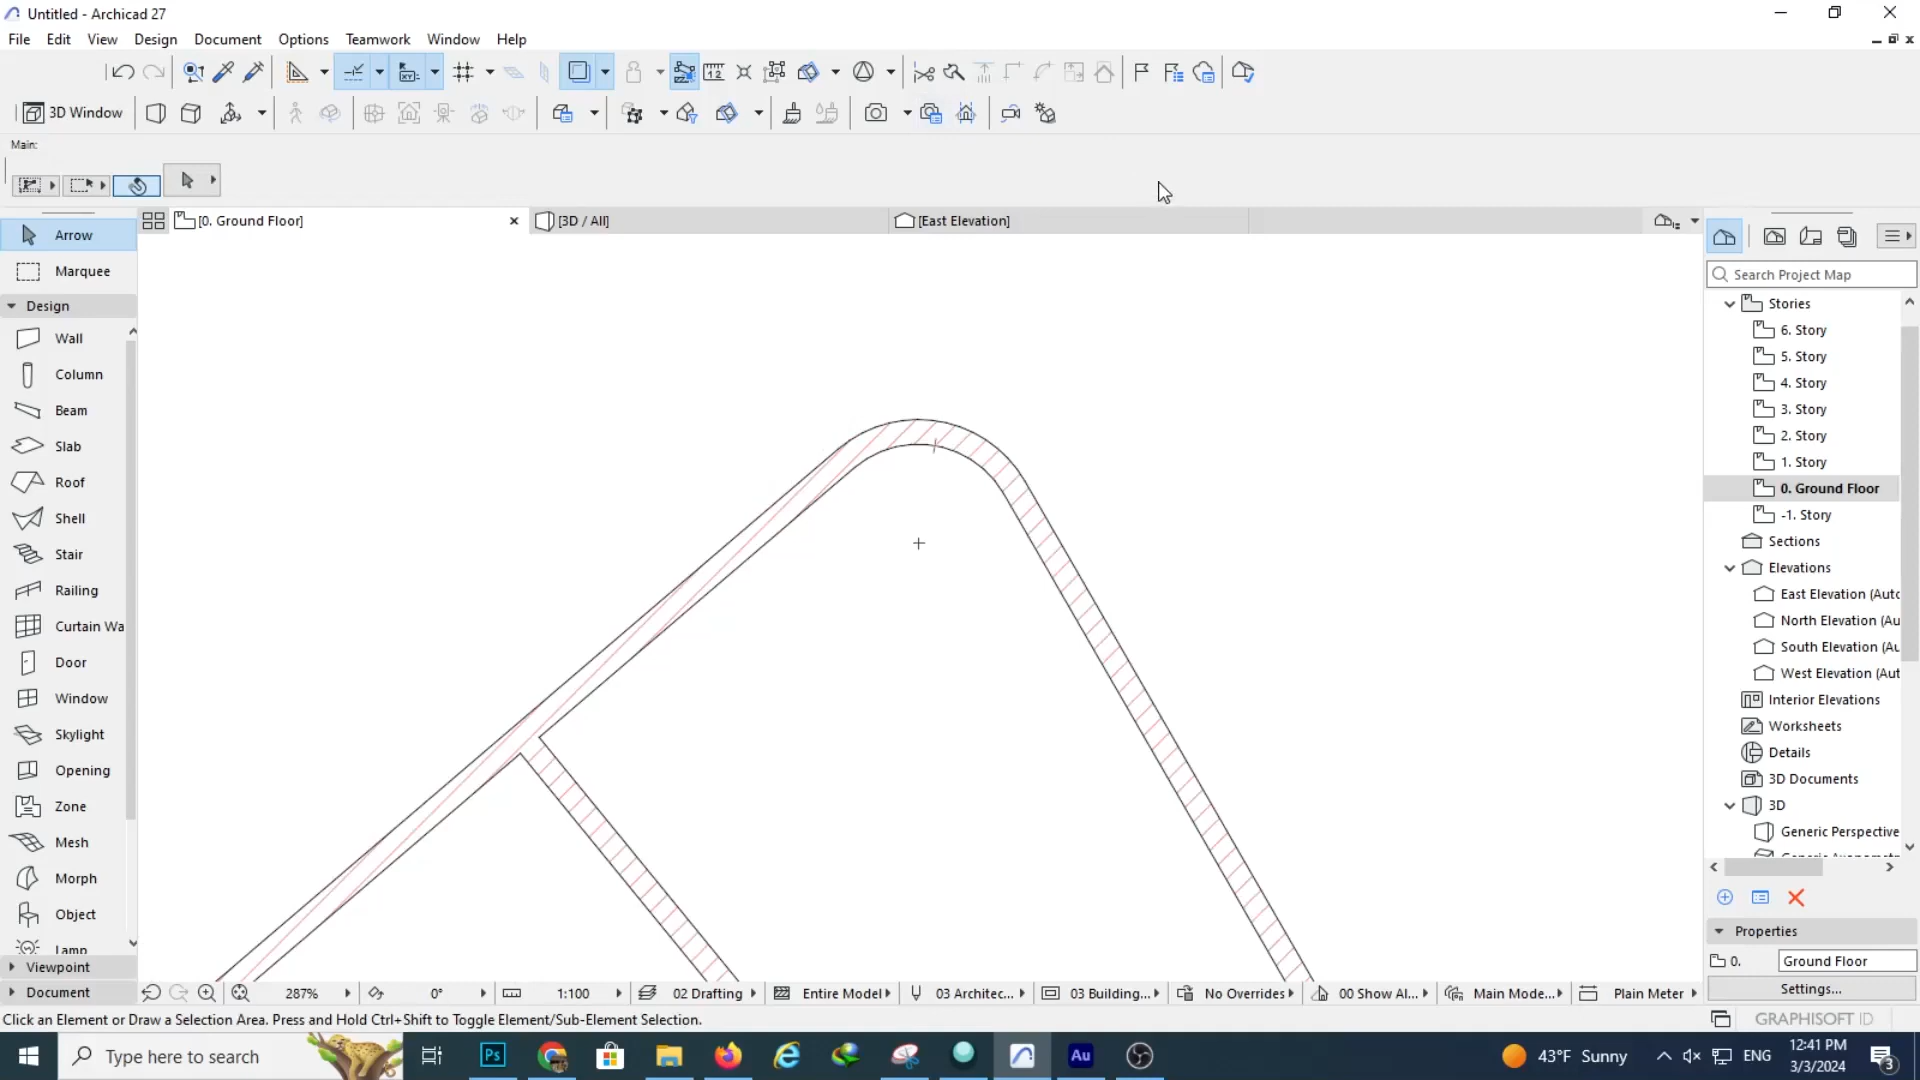 Untitled - Archicad 27
File Edit View Design Document Options Teamwork Window Help
3D Window
Main:
[0. Ground Floor]
[3D / All]
[East Elevation]
Arrow
Marquee
Design
Wall
Column
Beam
Slab
Roof
Shell
Stair
Railing
Curtain Wa
Door
Window
Skylight
Opening
Zone
Mesh
Morph
Object
Lamp
Viewpoint
Document
Search Project Map
Stories
6. Story
5. Story
4. Story
3. Story
2. Story
1. Story
0. Ground Floor
-1. Story
Sections
Elevations
East Elevation (Auto
North Elevation (Au
South Elevation (Au
West Elevation (Aut
Interior Elevations
Worksheets
Details
3D Documents
3D
Generic Perspective
Properties
0. Ground Floor
Settings...
287% 0° 1:100 02 Drafting Entire Model 03 Architec... 03 Building... No Overrides 00 Show Al... Main Mode... Plain Meter
Click an Element or Draw a Selection Area. Press and Hold Ctrl+Shift to Toggle Element/Sub-Element Selection.
GRAPHISOFT ID
Type here to search
Ps
Au
43°F Sunny
ENG
12:41 PM
3/3/2024
3